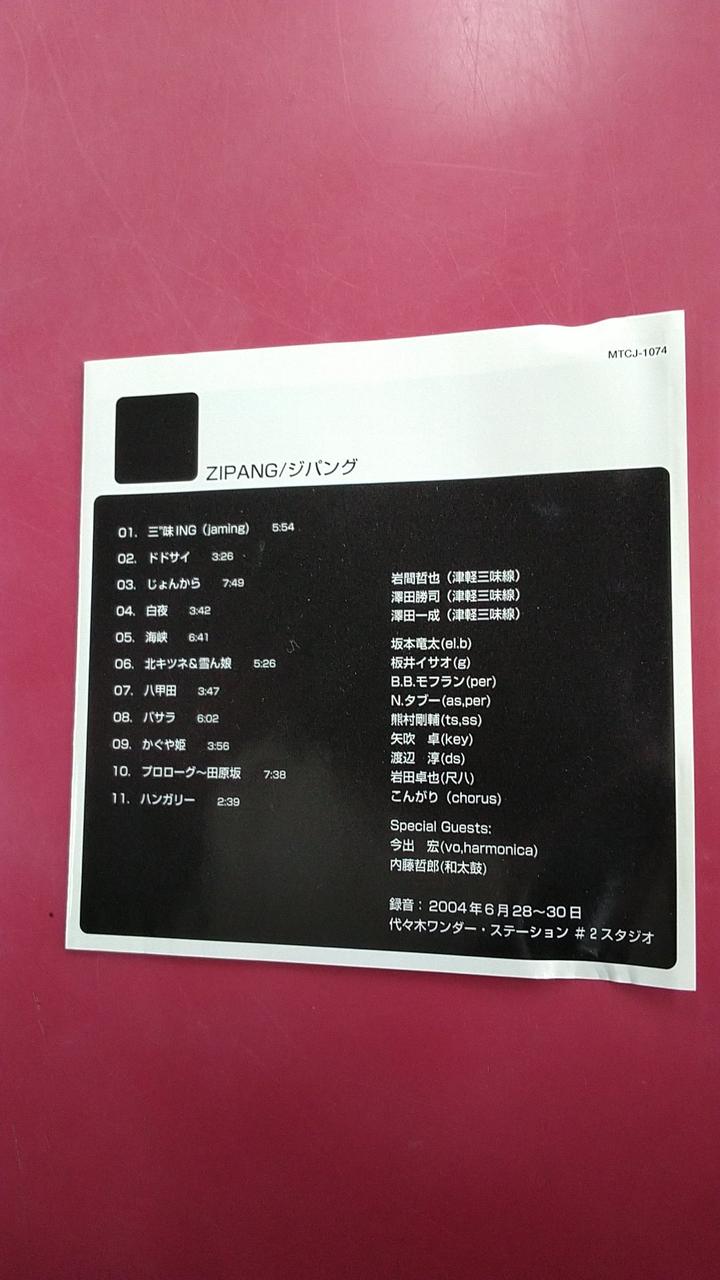 MTCJ-1074
ZIPANG/ジパング
01. 三"味ING（jaming） 5:54
02. ドドサイ 3:26
03. じょんから 7:49
04. 白夜 3:42
05. 海峡 6:41
06. 北キツネ&雪ん娘 5:26
07. 八甲田 3:47
08. バサラ 6:02
09. かぐや姫 3:56
10. プロローグ～田原坂 7:38
11. ハンガリー 2:39
岩間哲也（津軽三味線）
澤田勝司（津軽三味線）
澤田一成（津軽三味線）
坂本竜太(el.b)
板井イサオ(g)
B.B.モフラン(per)
N.タブー(as,per)
熊村剛輔(ts,ss)
矢吹　卓(key)
渡辺　淳(ds)
岩田卓也(尺八)
こんがり（chorus)
Special Guests:
今出　宏(vo,harmonica)
内藤哲郎(和太鼓)
録音：2004年6月28～30日
代々木ワンダー・ステーション ＃2スタジオ